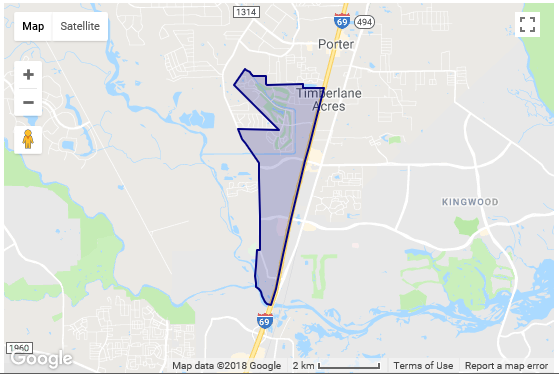 1314
69
494
Map
Satellite
Porter
Timberlane
Acres
KINGWOOD
69
1960
Google
Map data ©2018 Google
2 km
Terms of Use
Report a map error